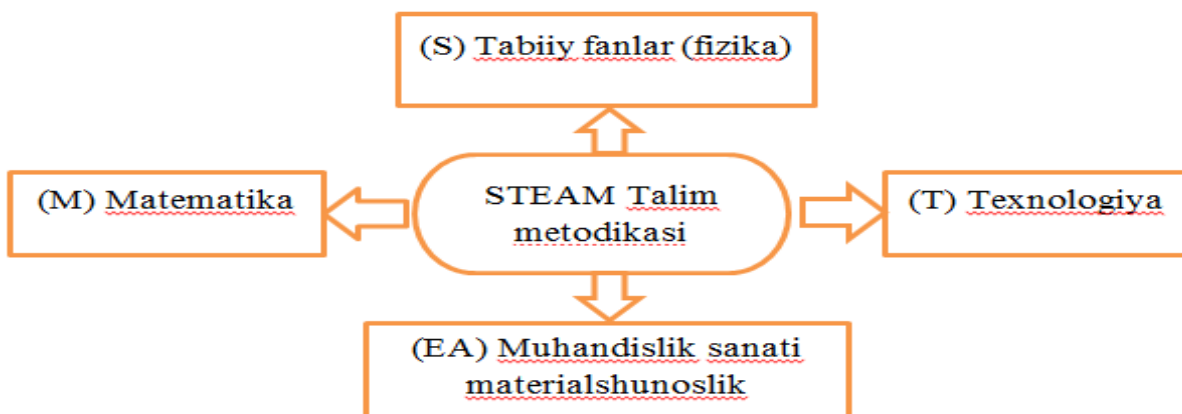 (S) Tabiiy fanlar (fizika)
(M) Matematika
STEAM Talim
metodikasi
(T) Texnologiya
(EA) Muhandislik sanati
materialshunoslik